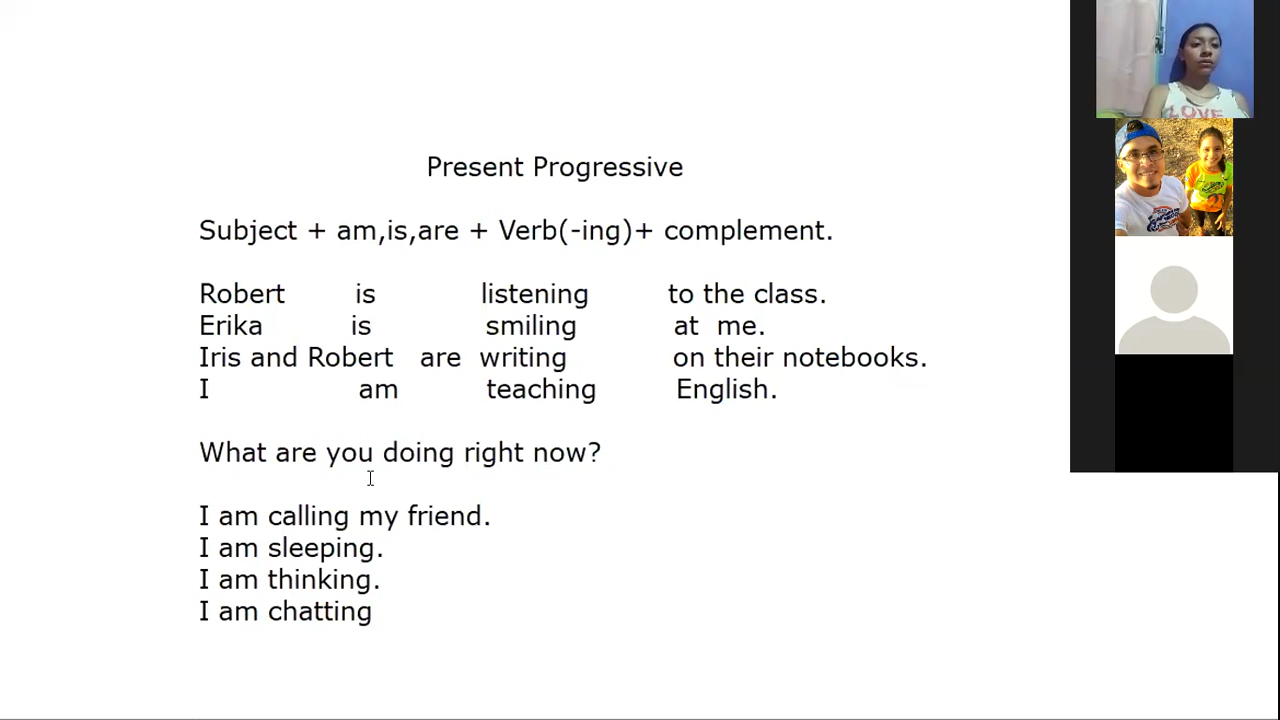 Present Progressive
Subject + am,is,are + Verb(-ing)+ complement.
Robert is listening to the class.
Erika is smiling at me.
Iris and Robert are writing on their notebooks.
I am teaching English.
What are you doing right now?
I am calling my friend.
I am sleeping.
I am thinking.
I am chatting
LOVE